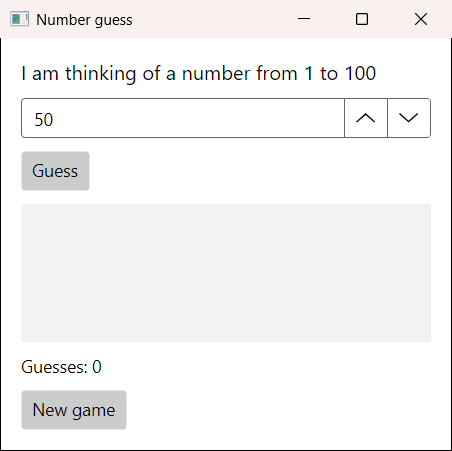 Number guess
I am thinking of a number from 1 to 100
50
Guess
Guesses: 0
New game